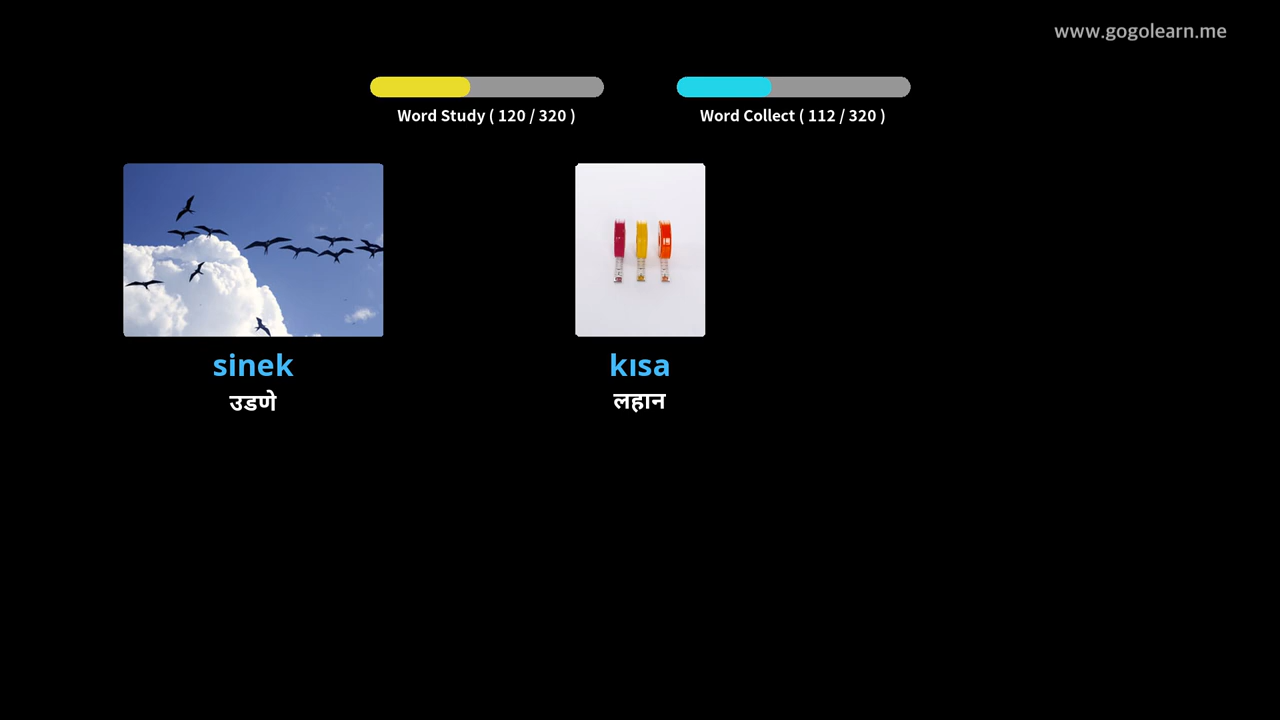 www.gogolearn.me
Word Study ( 120 / 320 )
Word Collect ( 112 / 320 )
sinek
उडणे
kısa
लहान